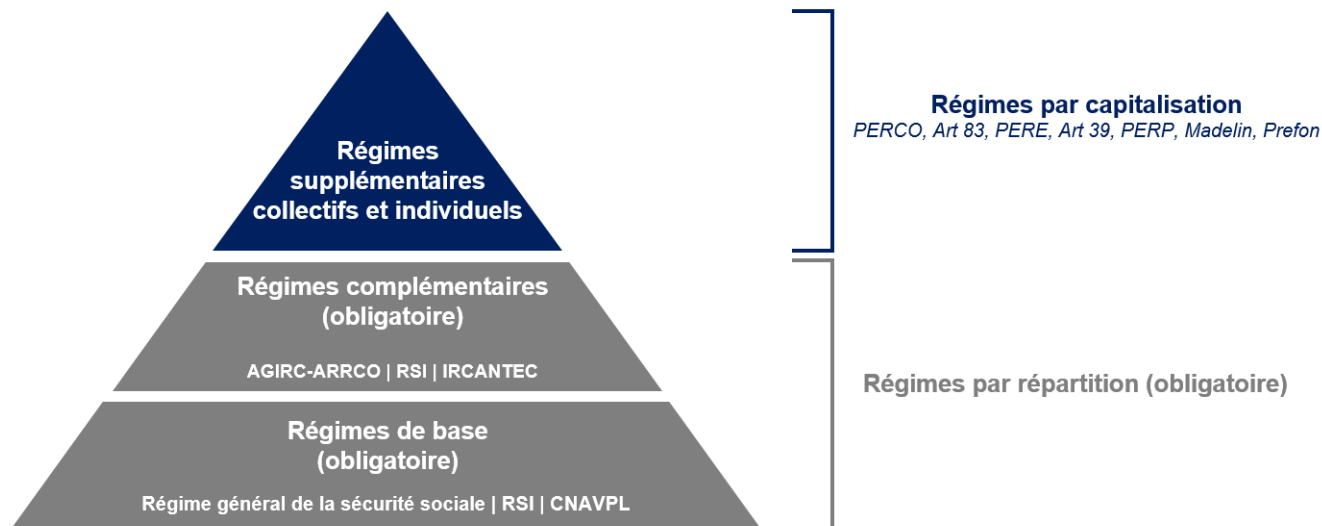 Régimes
supplémentaires
collectifs et individuels
Régimes par capitalisation
PERCO, Art 83, PERE, Art 39, PERP, Madelin, Prefon
Régimes complémentaires
(obligatoire)
AGIRC-ARRCO | RSI | IRCANTEC
Régimes par répartition (obligatoire)
Régimes de base
(obligatoire)
Régime général de la sécurité sociale | RSI | CNAVPL